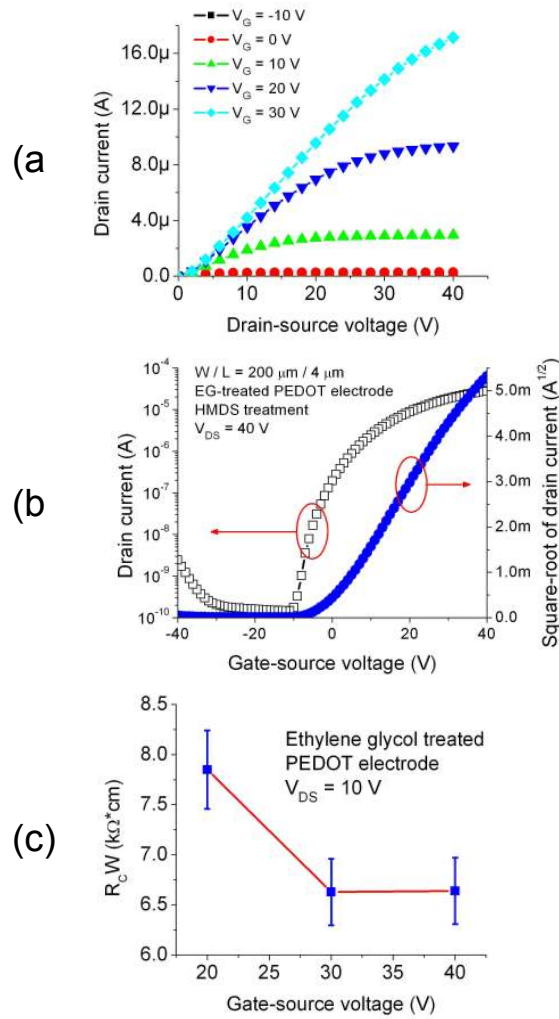 (a
V_G = -10 V
V_G = 0 V
V_G = 10 V
V_G = 20 V
V_G = 30 V
16.0µ
12.0µ
8.0µ
4.0µ
0.0
Drain current (A)
0 10 20 30 40
Drain-source voltage (V)
(b
W / L = 200 µm / 4 µm
EG-treated PEDOT electrode
HMDS treatment
V_DS = 40 V
10^-4
10^-5
10^-6
10^-7
10^-8
10^-9
10^-10
Drain current (A)
5.0m
4.0m
3.0m
2.0m
1.0m
0.0
Square-root of drain current (A^1/2)
-40 -20 0 20 40
Gate-source voltage (V)
(c)
Ethylene glycol treated
PEDOT electrode
V_DS = 10 V
8.5
8.0
7.5
7.0
6.5
6.0
R_CW (kΩ*cm)
20 25 30 35 40
Gate-source voltage (V)